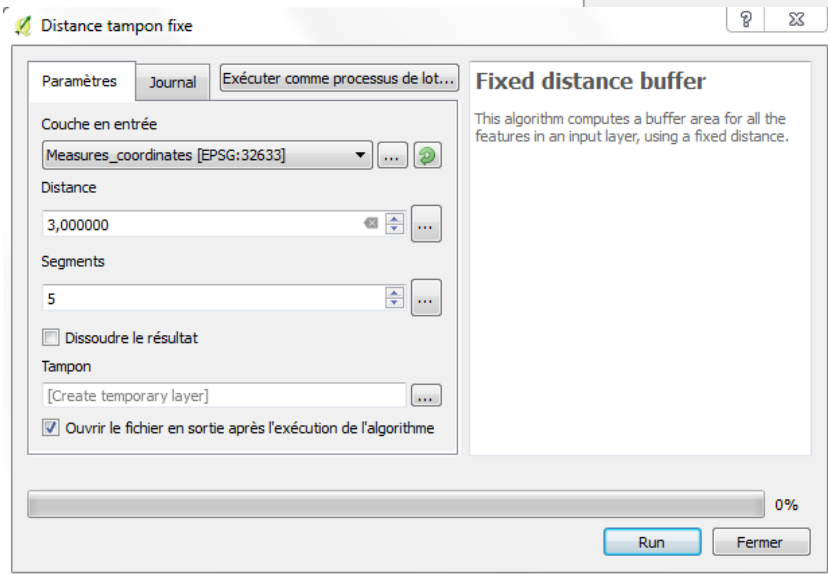 Distance tampon fixe
Paramètres
Journal
Exécuter comme processus de lot...
Couche en entrée
Measures_coordinates [EPSG:32633]
...
Distance
3,000000
...
Segments
5
...
Dissoudre le résultat
Tampon
[Create temporary layer]
...
Ouvrir le fichier en sortie après l'exécution de l'algorithme
Fixed distance buffer
This algorithm computes a buffer area for all the
features in an input layer, using a fixed distance.
0%
Run
Fermer